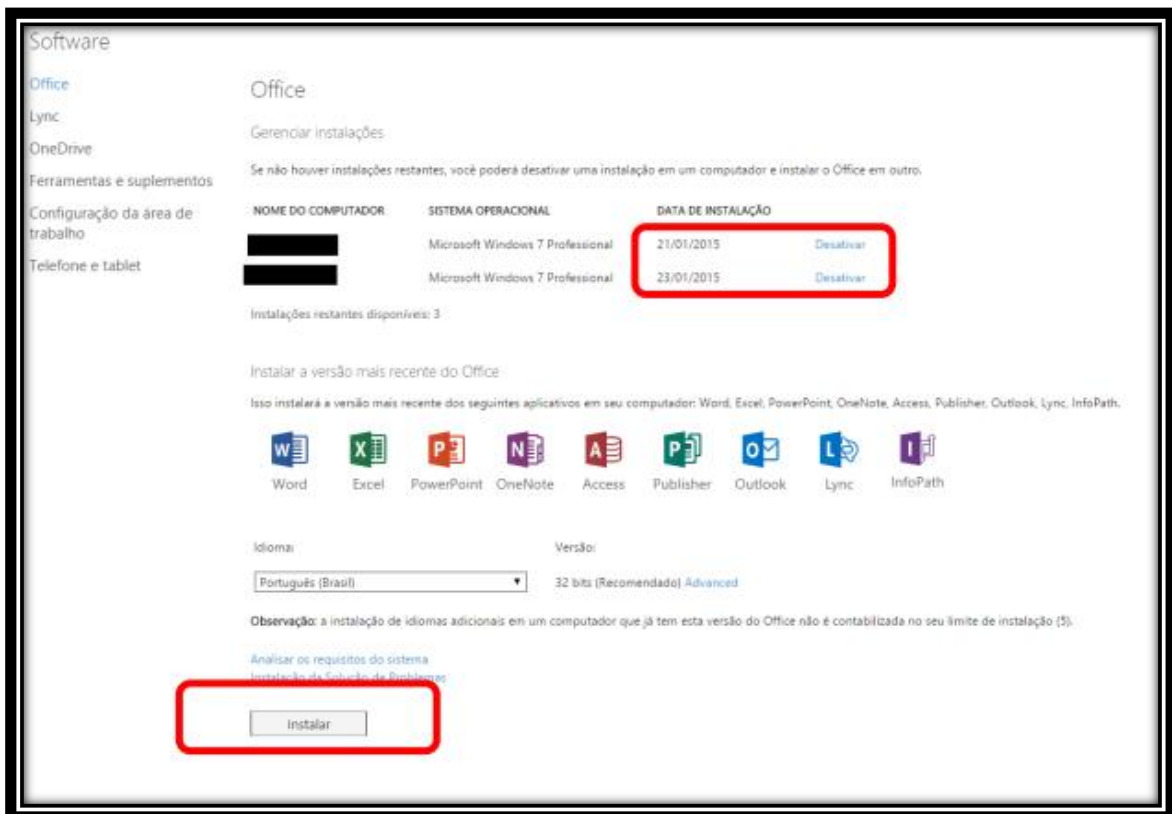 Software
Office
Lync
OneDrive
Ferramentas e suplementos
Configuração da área de
trabalho
Telefone e tablet
Office
Gerenciar instalações
Se não houver instalações restantes, você poderá desativar uma instalação em um computador e instalar o Office em outro.
NOME DO COMPUTADOR SISTEMA OPERACIONAL DATA DE INSTALAÇÃO
Microsoft Windows 7 Professional 21/01/2015 Desativar
Microsoft Windows 7 Professional 23/01/2015 Desativar
Instalações restantes disponíveis: 3
Instalar a versão mais recente do Office
Isso instalará a versão mais recente dos seguintes aplicativos em seu computador: Word, Excel, PowerPoint, OneNote, Access, Publisher, Outlook, Lync, InfoPath.
Word Excel PowerPoint OneNote Access Publisher Outlook Lync InfoPath
Idioma: Versão:
Português (Brasil) 32 bits (Recomendado) Advanced
Observação: a instalação de idiomas adicionais em um computador que já tem esta versão do Office não é contabilizada no seu limite de instalação (5).
Analisar os requisitos do sistema
Instalação da Solução de Problemas
Instalar